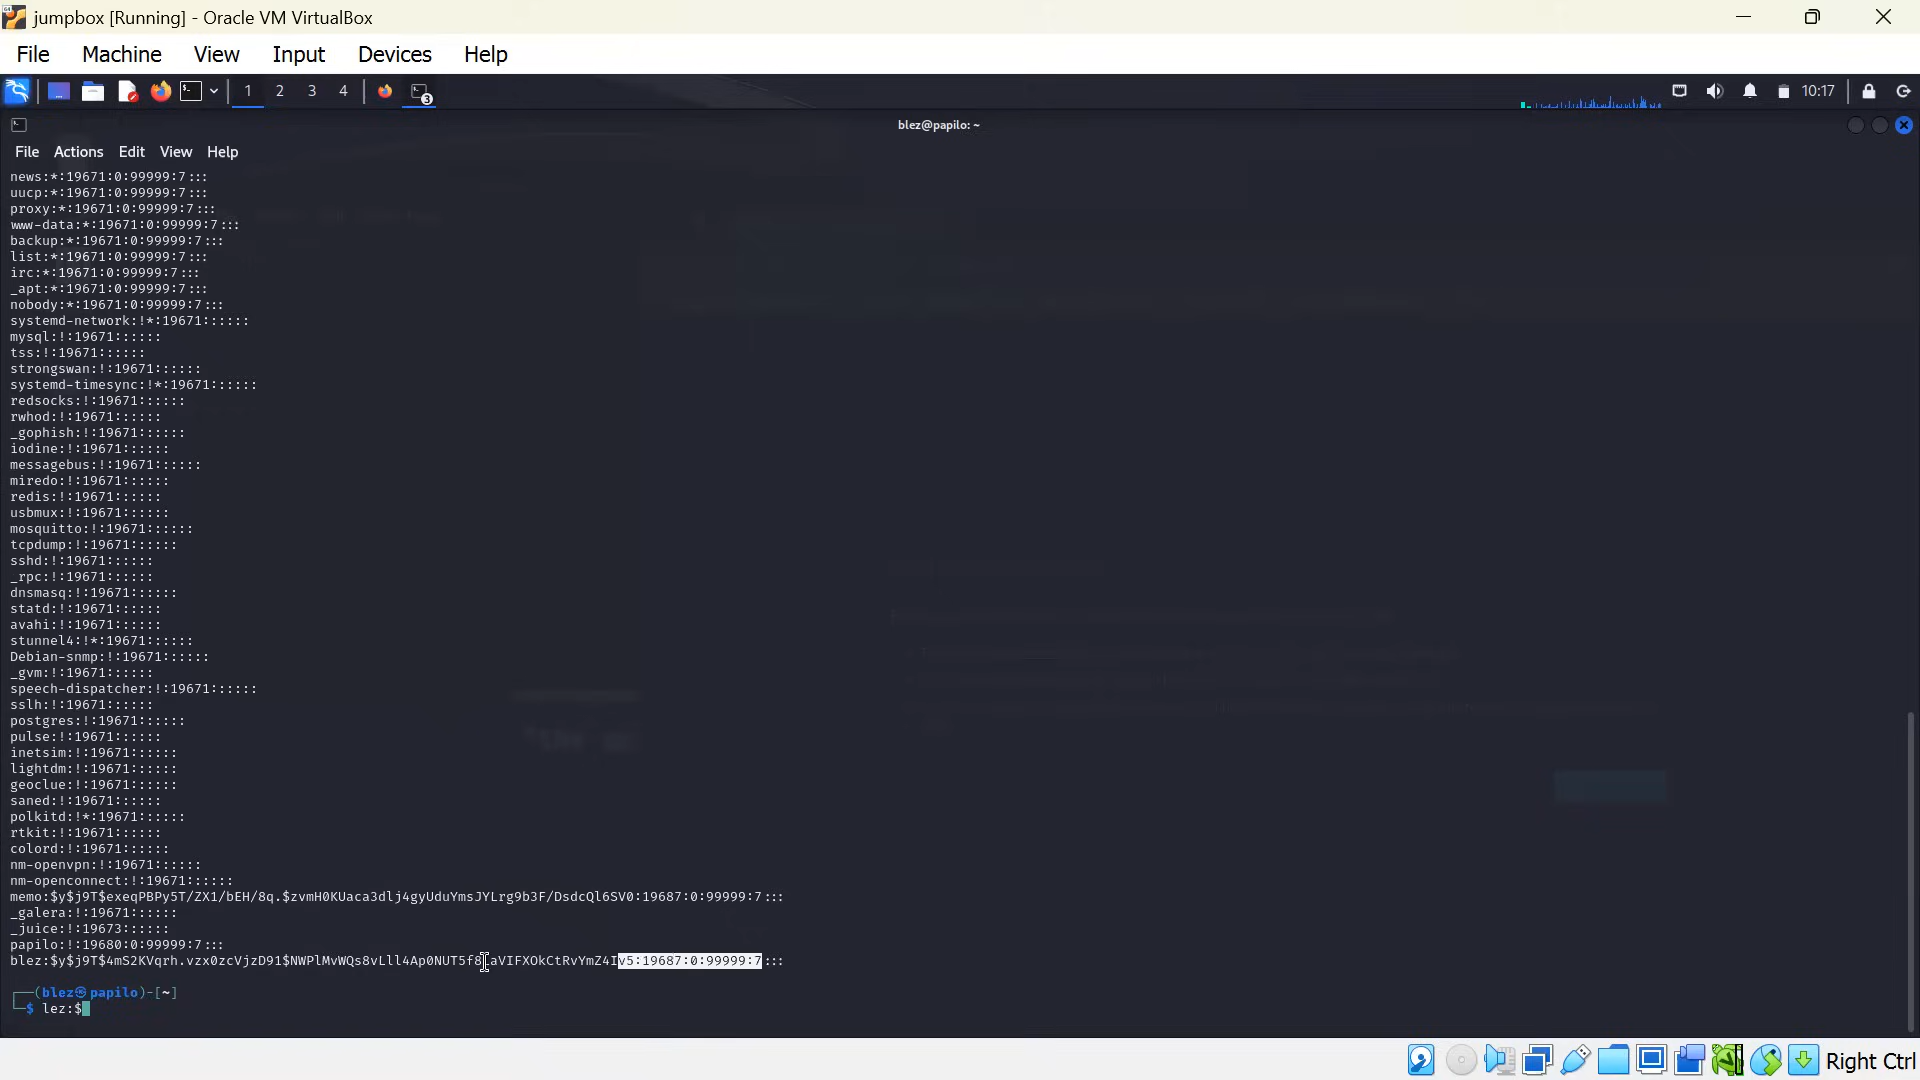 jumpbox [Running] - Oracle VM VirtualBox
File Machine View Input Devices Help
1 2 3 4 3 10:17
blez@papilo: ~
File Actions Edit View Help
news:*:19671:0:99999:7:::
uucp:*:19671:0:99999:7:::
proxy:*:19671:0:99999:7:::
www-data:*:19671:0:99999:7:::
backup:*:19671:0:99999:7:::
list:*:19671:0:99999:7:::
irc:*:19671:0:99999:7:::
_apt:*:19671:0:99999:7:::
nobody:*:19671:0:99999:7:::
systemd-network:!*:19671::::::
mysql:!:19671::::::
tss:!:19671::::::
strongswan:!:19671::::::
systemd-timesync:!*:19671::::::
redsocks:!:19671::::::
rwhod:!:19671::::::
_gophish:!:19671::::::
iodine:!:19671::::::
messagebus:!:19671::::::
miredo:!:19671::::::
redis:!:19671::::::
usbmux:!:19671::::::
mosquitto:!:19671::::::
tcpdump:!:19671::::::
sshd:!:19671::::::
_rpc:!:19671::::::
dnsmasq:!:19671::::::
statd:!:19671::::::
avahi:!:19671::::::
stunnel4:!*:19671::::::
Debian-snmp:!:19671::::::
_gvm:!:19671::::::
speech-dispatcher:!:19671::::::
sslh:!:19671::::::
postgres:!:19671::::::
pulse:!:19671::::::
inetsim:!:19671::::::
lightdm:!:19671::::::
geoclue:!:19671::::::
saned:!:19671::::::
polkitd:!*:19671::::::
rtkit:!:19671::::::
colord:!:19671::::::
nm-openvpn:!:19671::::::
nm-openconnect:!:19671::::::
memo:$y$j9T$exeqPBPy5T/ZX1/bEH/8q.$zvmH0KUaca3dlj4gyUduYmsJYLrg9b3F/DsdcQl6SV0:19687:0:99999:7:::
_galera:!:19671::::::
_juice:!:19673::::::
papilo:!:19680:0:99999:7:::
blez:$y$j9T$4mS2KVqrh.vzx0zcVjzD91$NWPlMvWQs8vLll4Ap0NUT5f8aVIFXOkCtRvYmZ4Iv5:19687:0:99999:7:::
┌──(blez㉿papilo)-[~]
└─$ lez:$
Right Ctrl